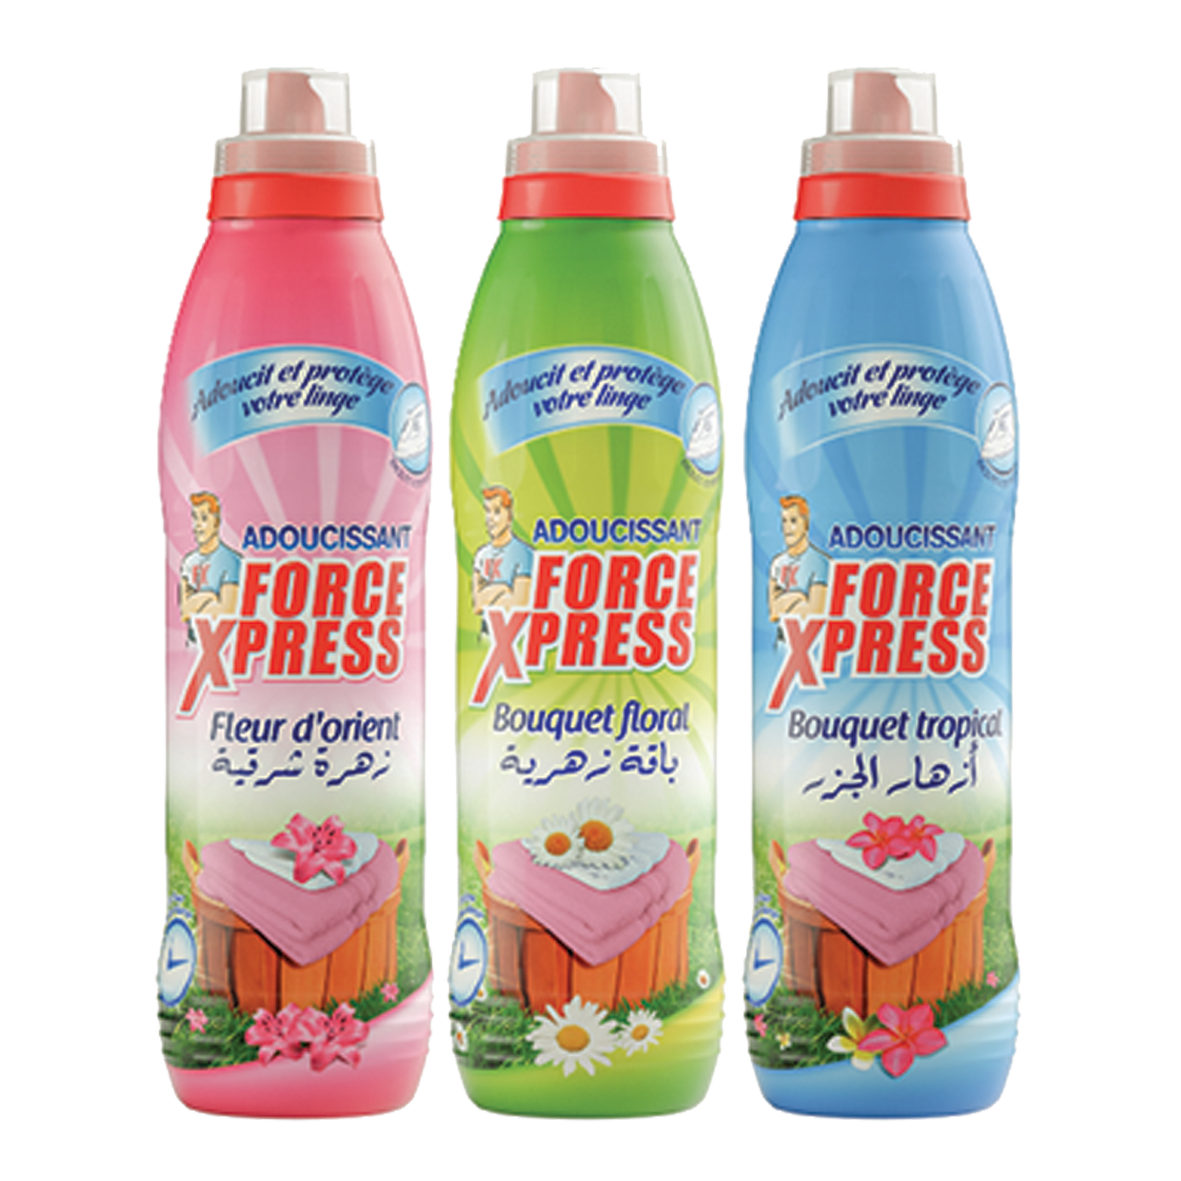 Adoucit et protège
votre linge
ADOUCISSANT
FORCE
XPRESS
Fleur d'orient
زهرة شرقية
Adoucit et protège
votre linge
ADOUCISSANT
FORCE
XPRESS
Bouquet floral
باقة زهرية
Adoucit et protège
votre linge
ADOUCISSANT
FORCE
XPRESS
Bouquet tropical
أزهار الجزر